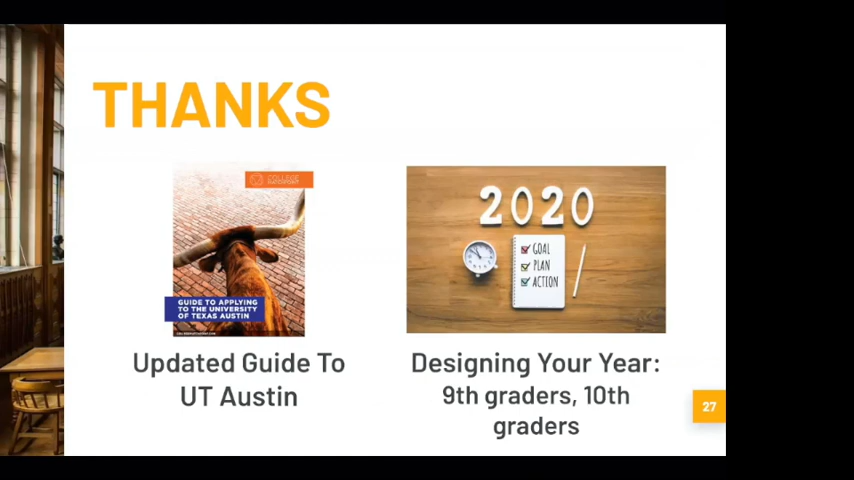 THANKS
COLLEGE
GUIDE TO APPLYING
TO THE UNIVERSITY
OF TEXAS AUSTIN
Updated Guide To
UT Austin
2020
GOAL
PLAN
ACTION
Designing Your Year:
9th graders, 10th
graders
27